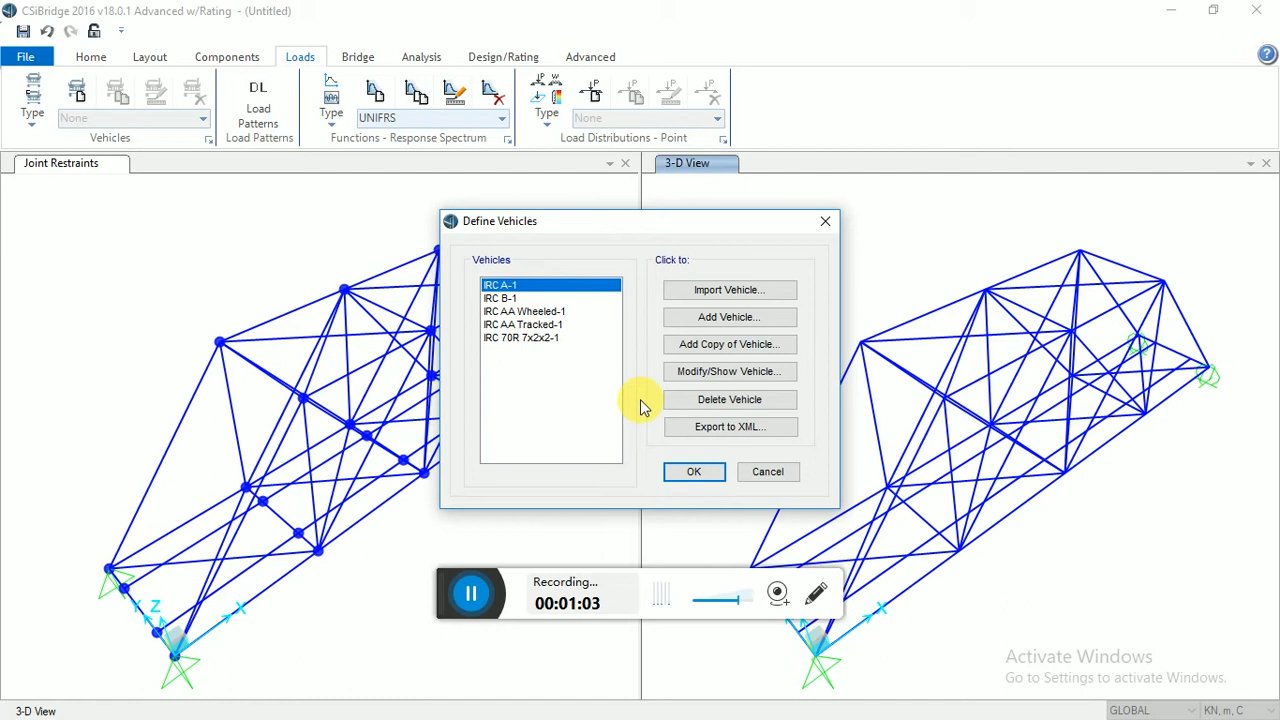 CSiBridge 2016 v18.0.1 Advanced w/Rating - (Untitled)
File
Home
Layout
Components
Loads
Bridge
Analysis
Design/Rating
Advanced
Type
None
Vehicles
DL
Load
Patterns
Load Patterns
Type
UNIFRS
Functions - Response Spectrum
P
W
P
P
P
P
Type
None
Load Distributions - Point
Joint Restraints
3-D View
Define Vehicles
Vehicles
IRC A-1
IRC B-1
IRC AA Wheeled-1
IRC AA Tracked-1
IRC 70R 7x2x2-1
Click to:
Import Vehicle...
Add Vehicle...
Add Copy of Vehicle...
Modify/Show Vehicle...
Delete Vehicle
Export to XML...
OK
Cancel
Recording...
00:01:03
Y
Z
X
X
Activate Windows
Go to Settings to activate Windows.
3-D View
GLOBAL
KN, m, C